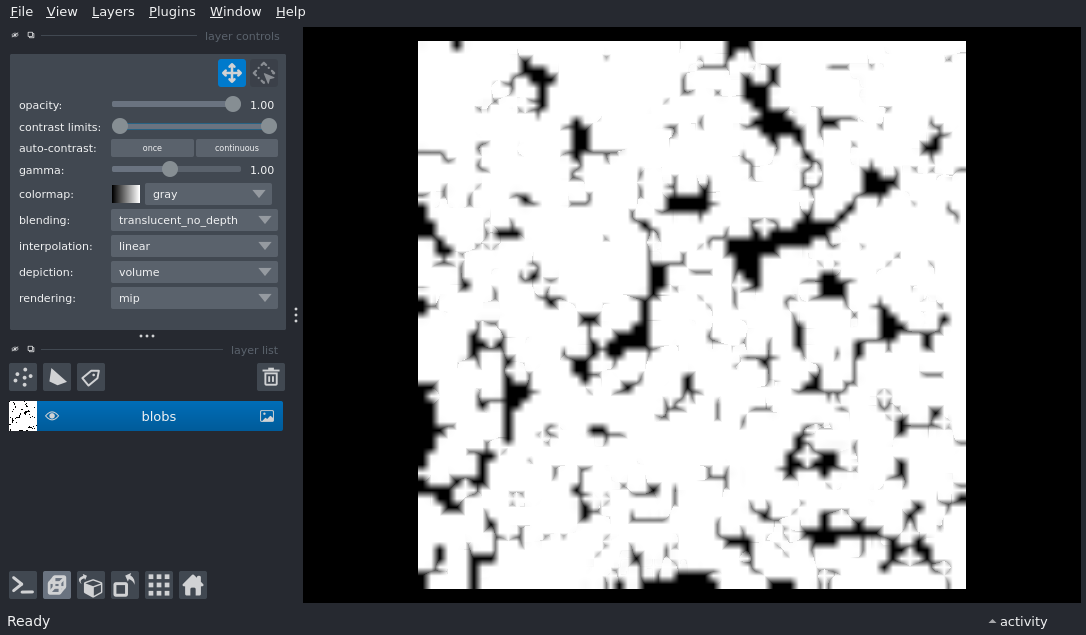 File View Layers Plugins Window Help
layer controls
opacity: 1.00
contrast limits:
auto-contrast: once continuous
gamma: 1.00
colormap: gray
blending: translucent_no_depth
interpolation: linear
depiction: volume
rendering: mip
layer list
blobs
Ready activity